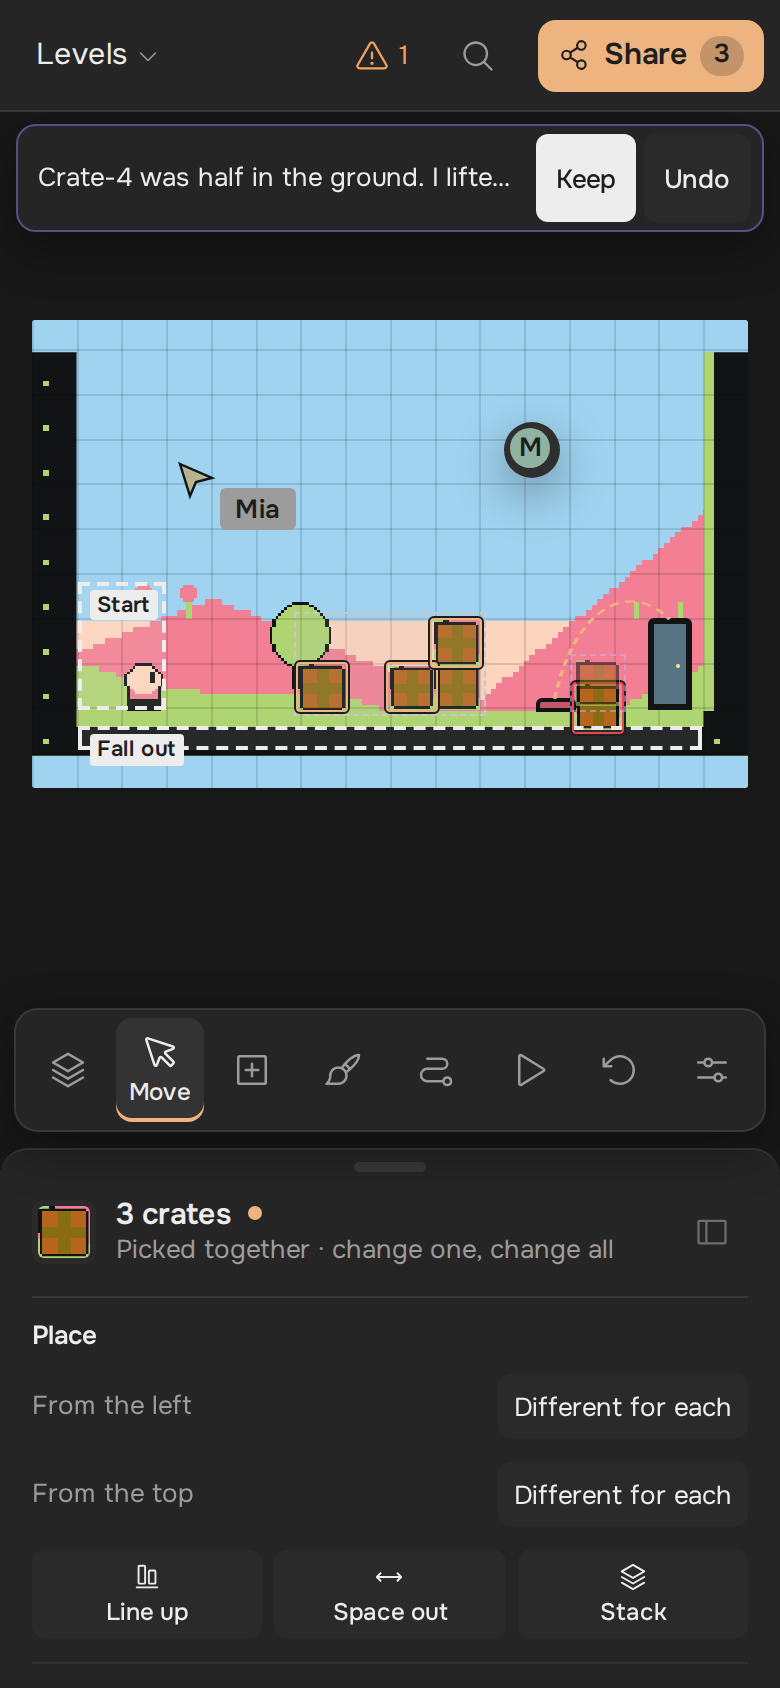 Levels
1
Share 3
Crate-4 was half in the ground. I lifte...
Keep
Undo
M
Mia
Start
Fall out
Move
3 crates
Picked together · change one, change all
Place
From the left
Different for each
From the top
Different for each
Line up
Space out
Stack